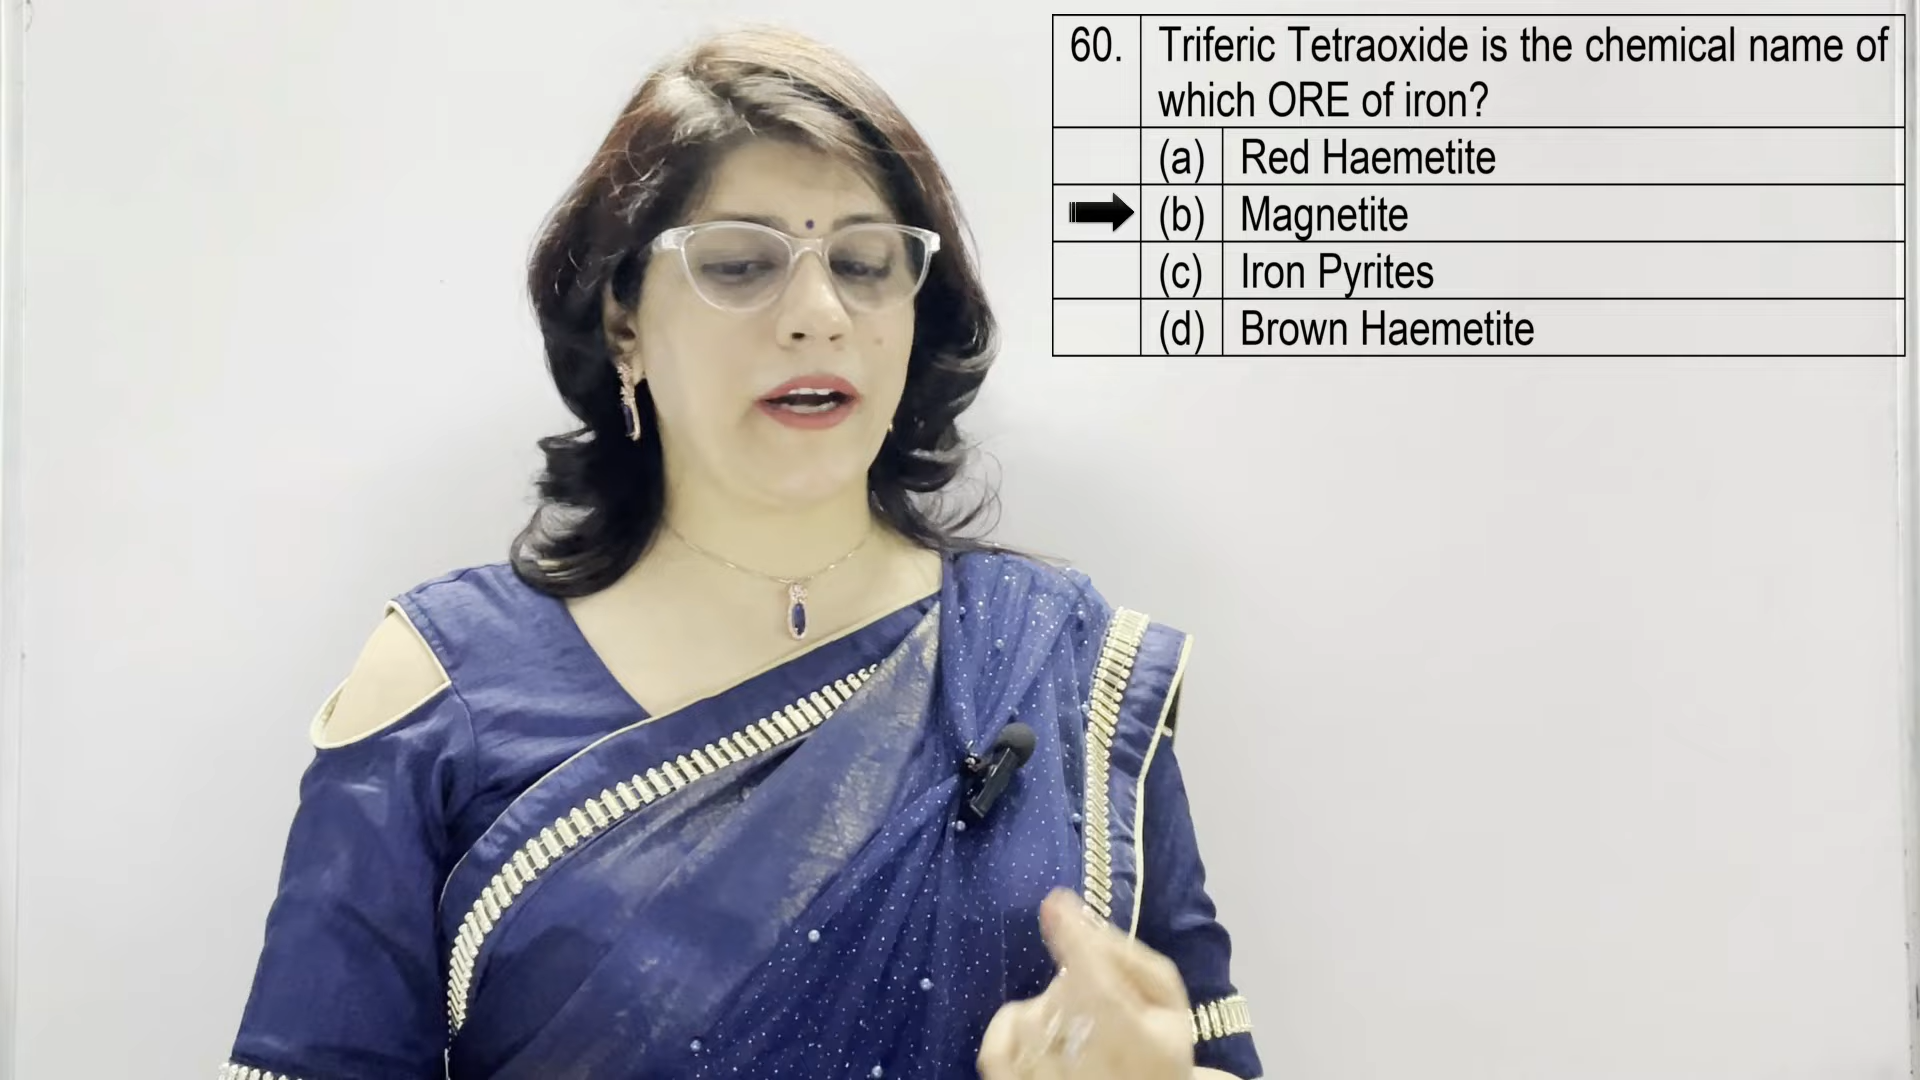 60. Triferic Tetraoxide is the chemical name of
which ORE of iron?
(a) Red Haemetite
(b) Magnetite
(c) Iron Pyrites
(d) Brown Haemetite